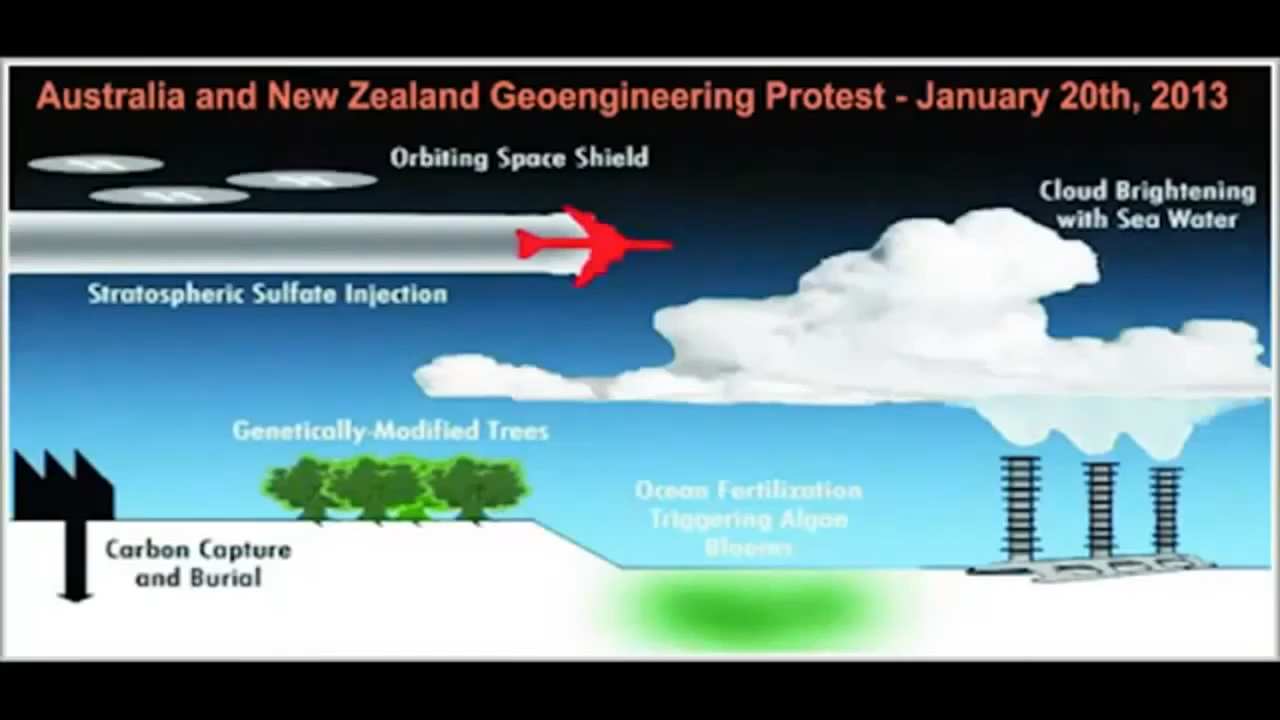 Australia and New Zealand Geoengineering Protest - January 20th, 2013
Orbiting Space Shield
Cloud Brightening
with Sea Water
Stratospheric Sulfate Injection
Genetically-Modified Trees
Ocean Fertilization
Triggering Algae
Blooms
Carbon Capture
and Burial